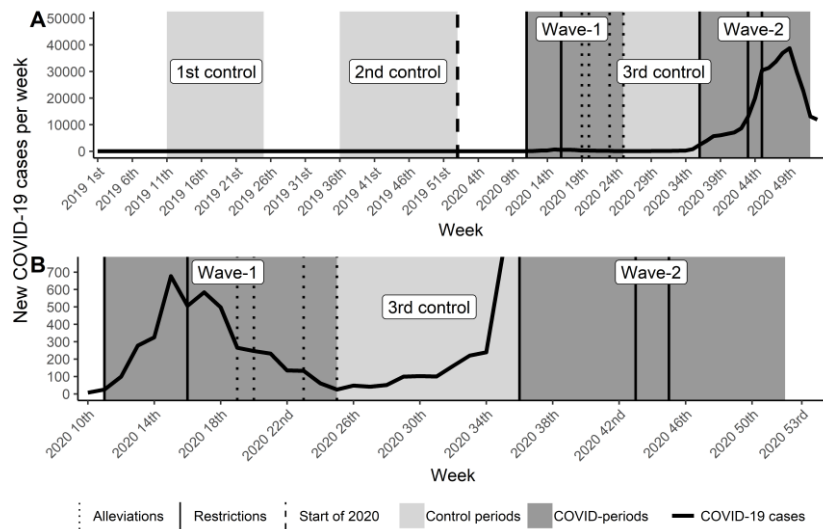 A
New COVID-19 cases per week
50000
40000
30000
20000
10000
0
1st control
2nd control
Wave-1
3rd control
Wave-2
2019 1st
2019 6th
2019 11th
2019 16th
2019 21st
2019 26th
2019 31st
2019 36th
2019 41st
2019 46th
2019 51st
2020 4th
2020 9th
2020 14th
2020 19th
2020 24th
2020 29th
2020 34th
2020 39th
2020 44th
2020 49th
Week
B
700
600
500
400
300
200
100
0
Wave-1
3rd control
Wave-2
2020 10th
2020 14th
2020 18th
2020 22nd
2020 26th
2020 30th
2020 34th
2020 38th
2020 42nd
2020 46th
2020 50th
2020 53rd
Week
Alleviations
Restrictions
Start of 2020
Control periods
COVID-periods
COVID-19 cases